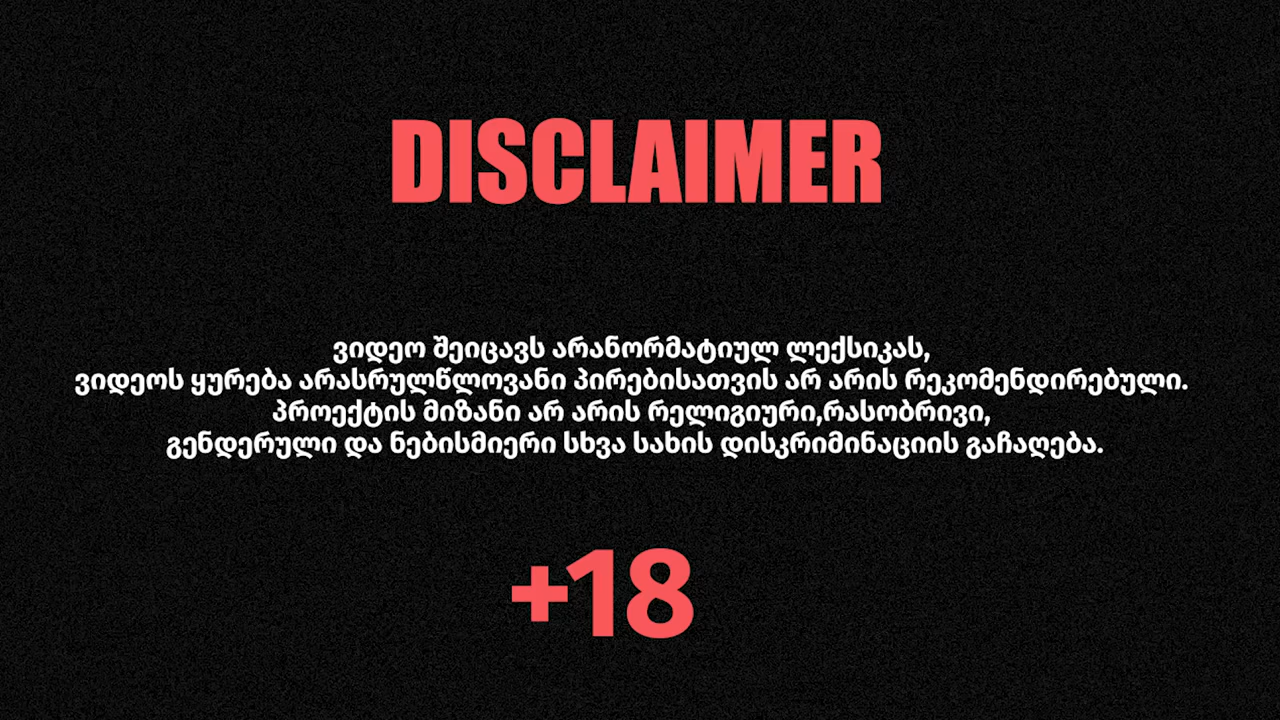 DISCLAIMER
ვიდეო შეიცავს არანორმატიულ ლექსიკას,
ვიდეოს ყურება არასრულწლოვანი პირებისათვის არ არის რეკომენდირებული.
პროექტის მიზანი არ არის რელიგიური,რასობრივი,
გენდერული და ნებისმიერი სხვა სახის დისკრიმინაციის გაჩაღება.
+18